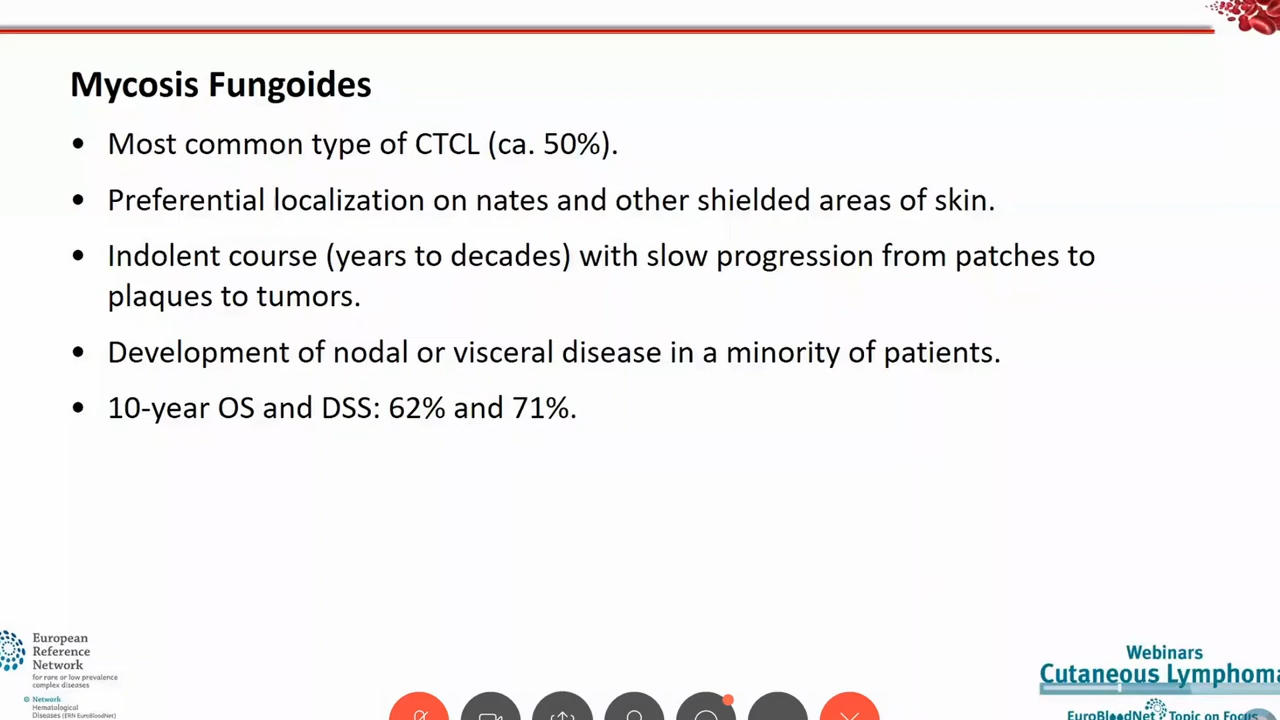 Mycosis Fungoides
• Most common type of CTCL (ca. 50%).
• Preferential localization on nates and other shielded areas of skin.
• Indolent course (years to decades) with slow progression from patches to
plaques to tumors.
• Development of nodal or visceral disease in a minority of patients.
• 10-year OS and DSS: 62% and 71%.
European
Reference
Network
for rare or low prevalence
complex diseases
Network
Hematological
Diseases (ERN EuroBloodNet)
Webinars
Cutaneous Lymphoma
EuroBloodNet Topic on Focus